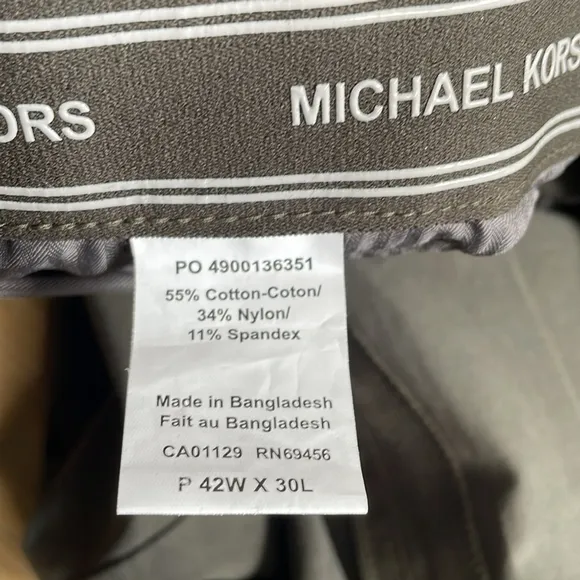 ORS
MICHAEL KORS
PO 4900136351
55% Cotton-Coton/
34% Nylon/
11% Spandex
Made in Bangladesh
Fait au Bangladesh
CA01129 RN69456
P 42W X 30L